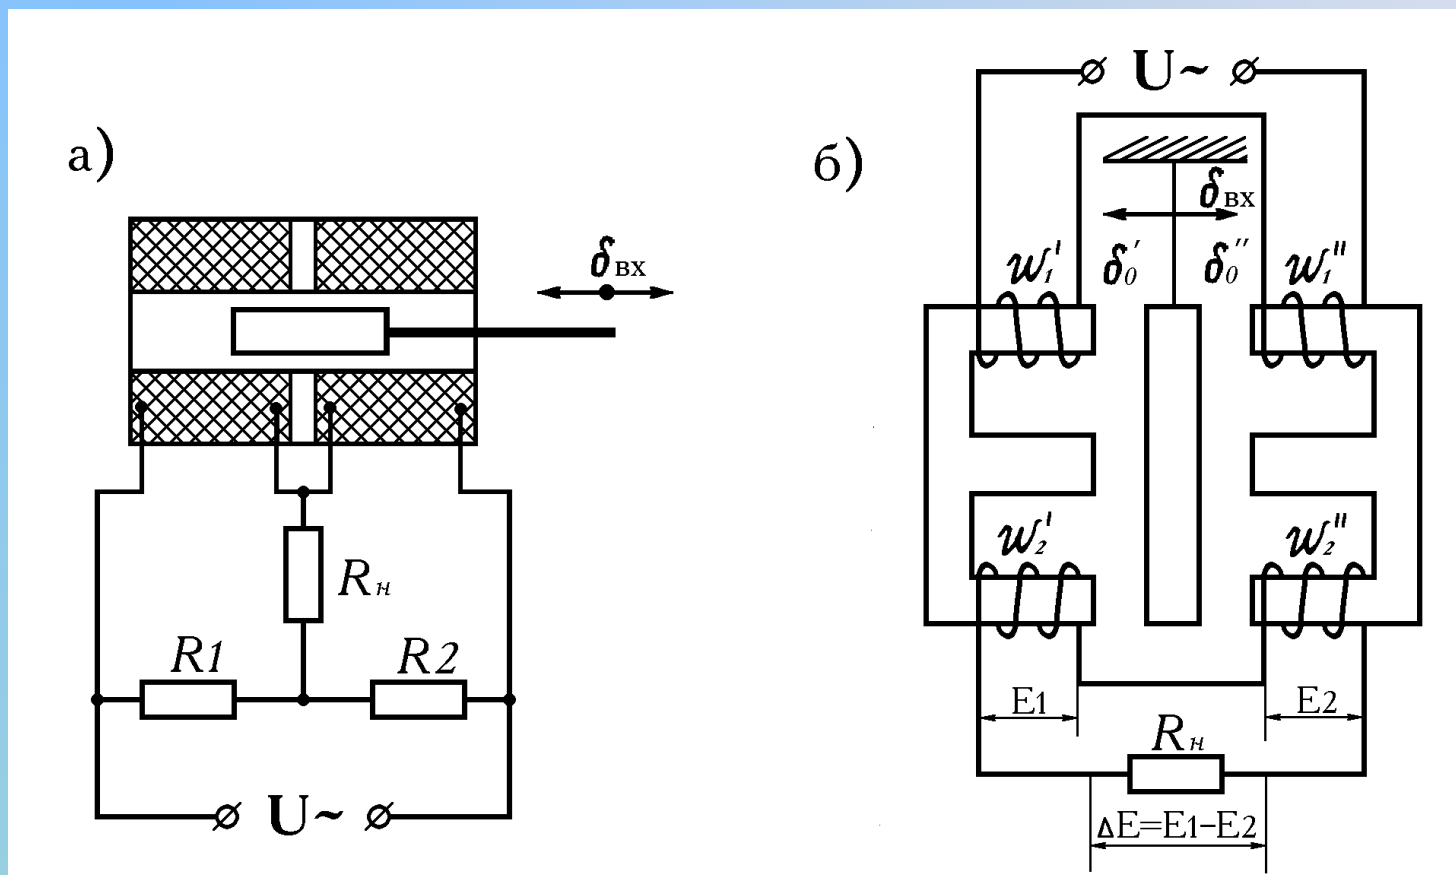 а)
δвх
Rн
R1
R2
U~
б)
U~
δвх
w₁'
δ₀'
δ₀''
w₁''
w₂'
w₂''
E1
E2
Rн
ΔE=E1-E2